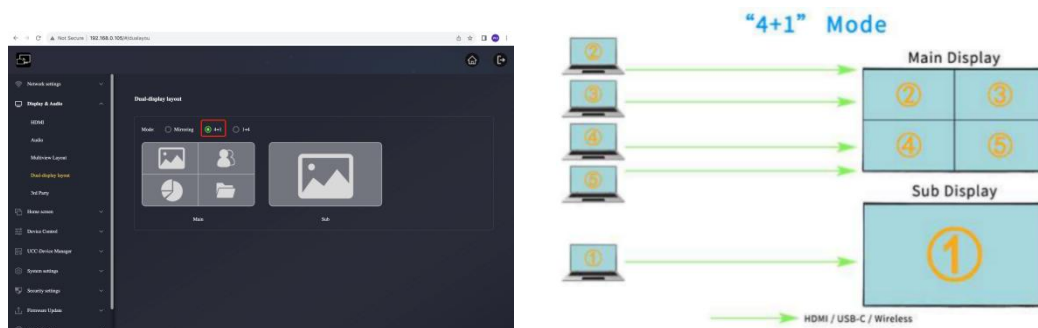 Not Secure | 192.168.0.105/#/duallayou
Network settings
Display & Audio
HDMI
Audio
Multiview Layout
Dual-display layout
3rd Party
Home screen
Device Control
UCC-Device Manager
System settings
Security settings
Firmware Update
Dual-display layout
Mode Mirroring 4+1 1+4
Main Sub
"4+1" Mode
②
③
④
⑤
①
Main Display
② ③
④ ⑤
Sub Display
①
HDMI / USB-C / Wireless